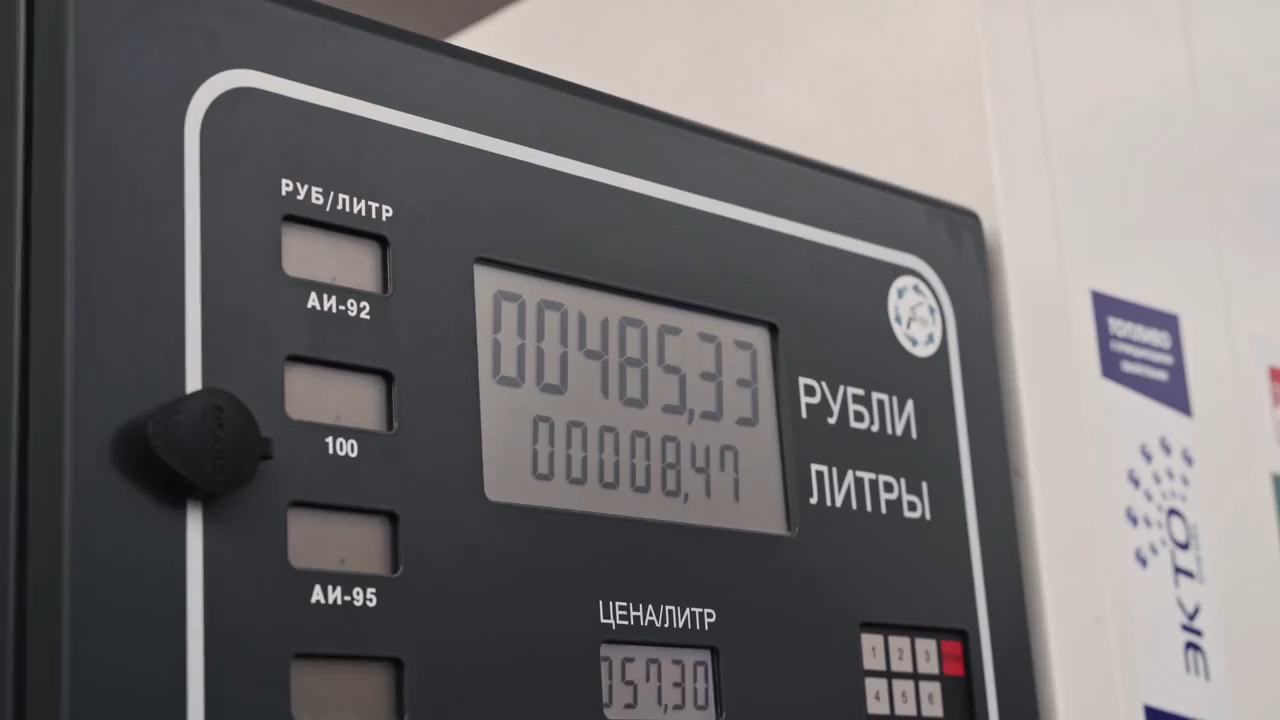 РУБ/ЛИТР
АИ-92
100
АИ-95
00485,33
РУБЛИ
00008,47
ЛИТРЫ
ЦЕНА/ЛИТР
057,30
1 2 3
4 5 6
ТОПЛИВО
ЭКТО